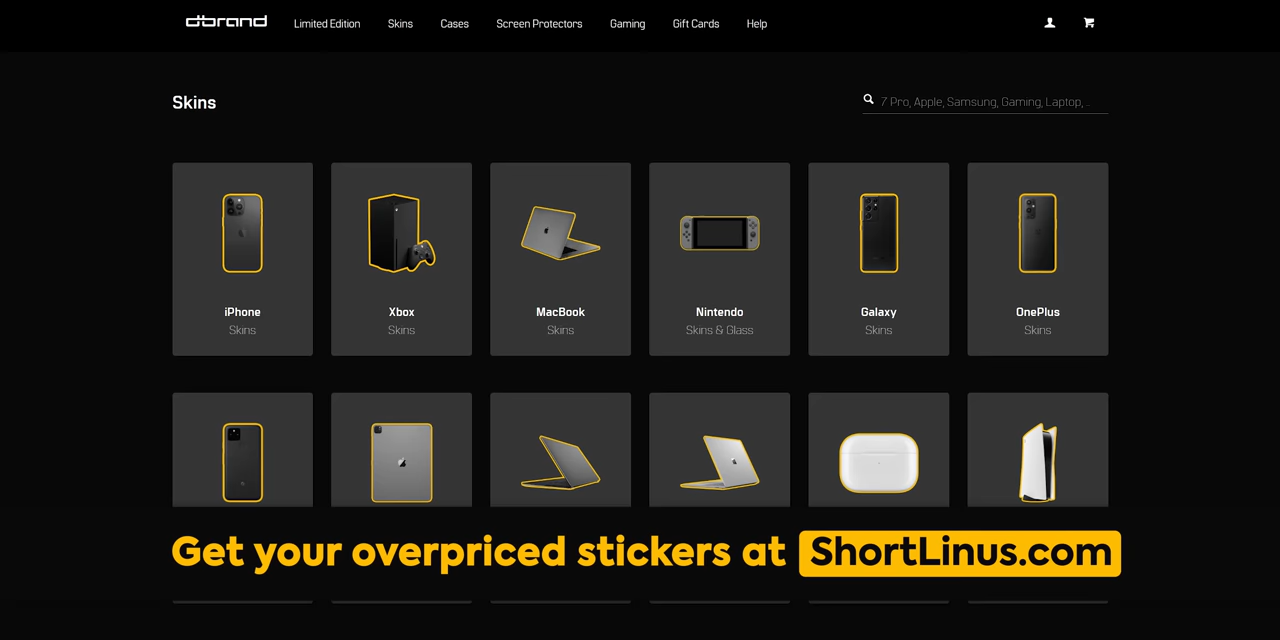 dbrand Limited Edition Skins Cases Screen Protectors Gaming Gift Cards Help
Skins
7 Pro, Apple, Samsung, Gaming, Laptop, ...
iPhone Xbox MacBook Nintendo Galaxy OnePlus
Skins Skins Skins Skins & Glass Skins Skins
Get your overpriced stickers at ShortLinus.com